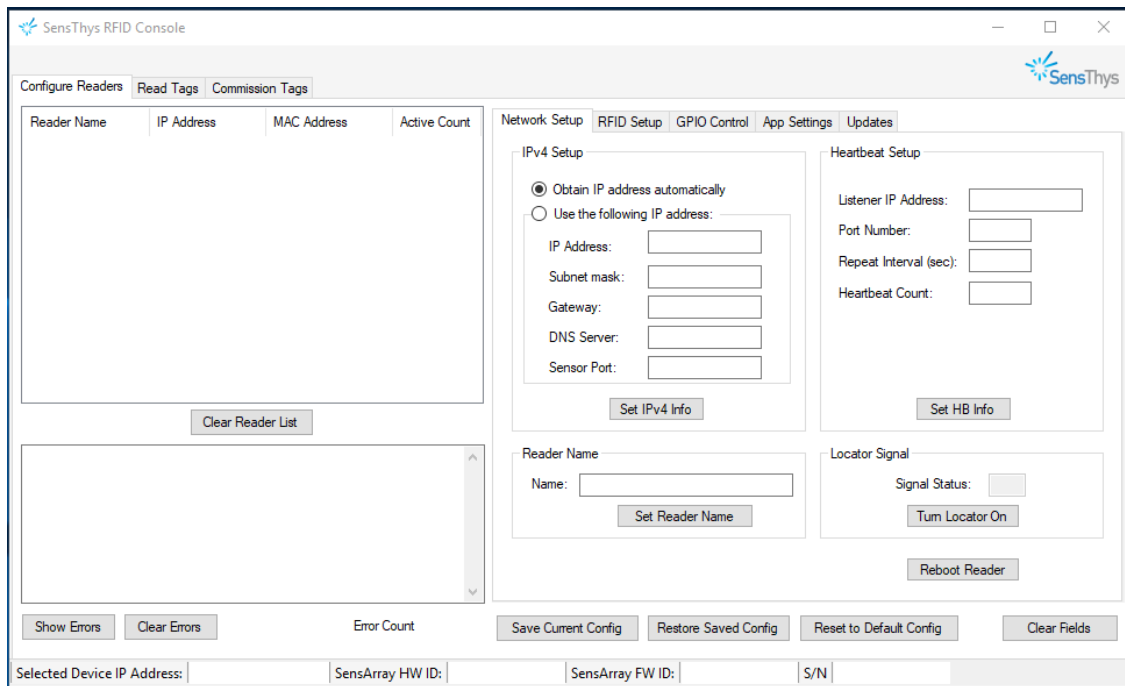 SensThys RFID Console
SensThys
Configure Readers Read Tags Commission Tags
Reader Name IP Address MAC Address Active Count
Clear Reader List
Show Errors Clear Errors Error Count
Network Setup RFID Setup GPIO Control App Settings Updates
IPv4 Setup
Obtain IP address automatically
Use the following IP address:
IP Address:
Subnet mask:
Gateway:
DNS Server:
Sensor Port:
Set IPv4 Info
Heartbeat Setup
Listener IP Address:
Port Number:
Repeat Interval (sec):
Heartbeat Count:
Set HB Info
Reader Name
Name:
Set Reader Name
Locator Signal
Signal Status:
Turn Locator On
Reboot Reader
Save Current Config Restore Saved Config Reset to Default Config Clear Fields
Selected Device IP Address: SensArray HW ID: SensArray FW ID: S/N